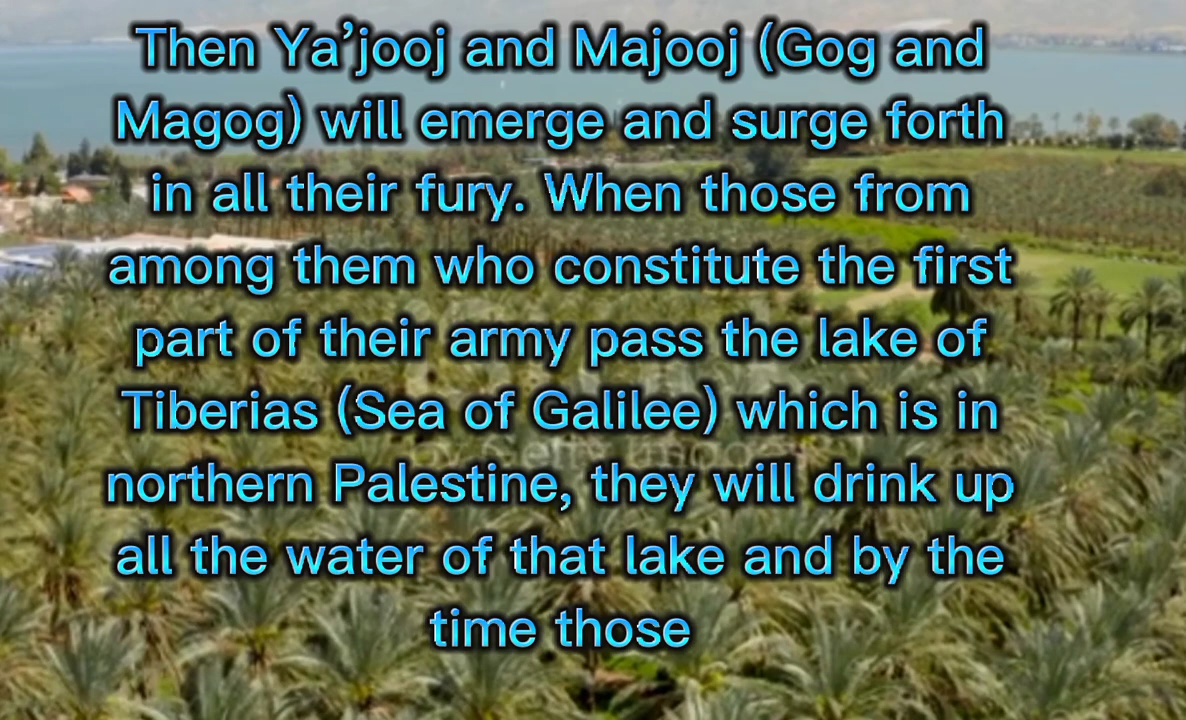 Then Ya’jooj and Majooj (Gog and
Magog) will emerge and surge forth
in all their fury. When those from
among them who constitute the first
part of their army pass the lake of
Tiberias (Sea of Galilee) which is in
northern Palestine, they will drink up
all the water of that lake and by the
time those
by Getty Images